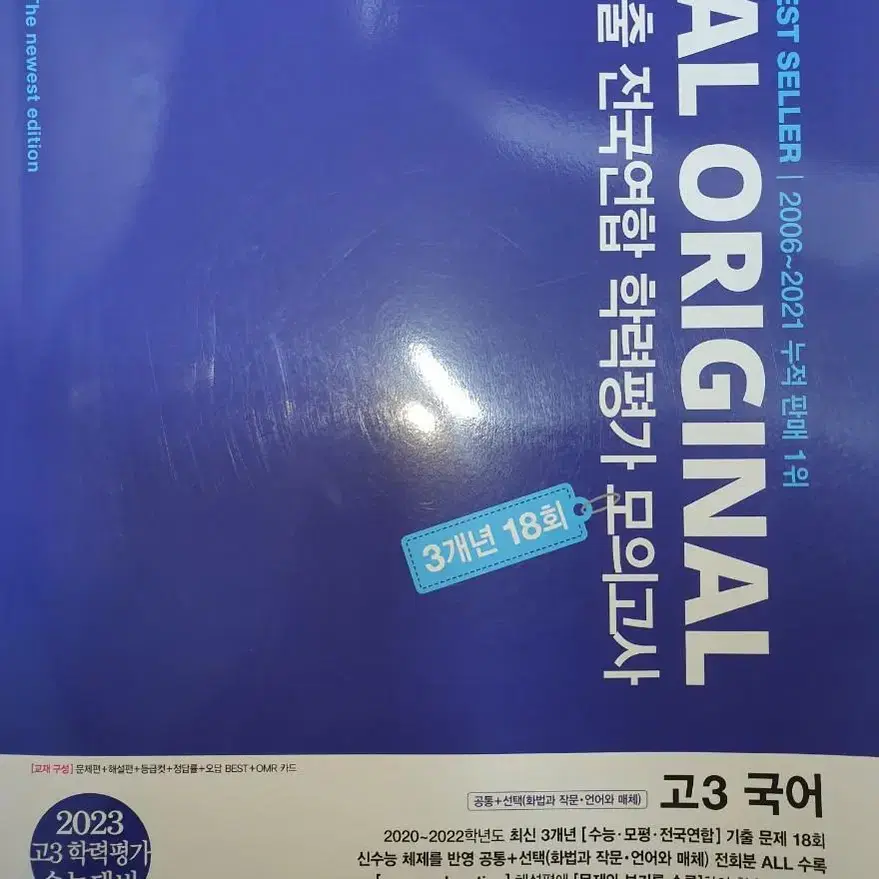 The newest edition
EST SELLER | 2006~2021 누적 판매 1위
AL ORIGINAL
출 전국연합 학력평가 모의고사
3개년 18회
[교재 구성] 문제편+해설편+등급컷+정답률+오답 BEST+OMR 카드
공통+선택(화법과 작문·언어와 매체) 고3 국어
2023
고3 학력평가
2020~2022학년도 최신 3개년 [수능·모평·전국연합] 기출 문제 18회
신수능 체제를 반영 공통+선택(화법과 작문·언어와 매체) 전회분 ALL 수록